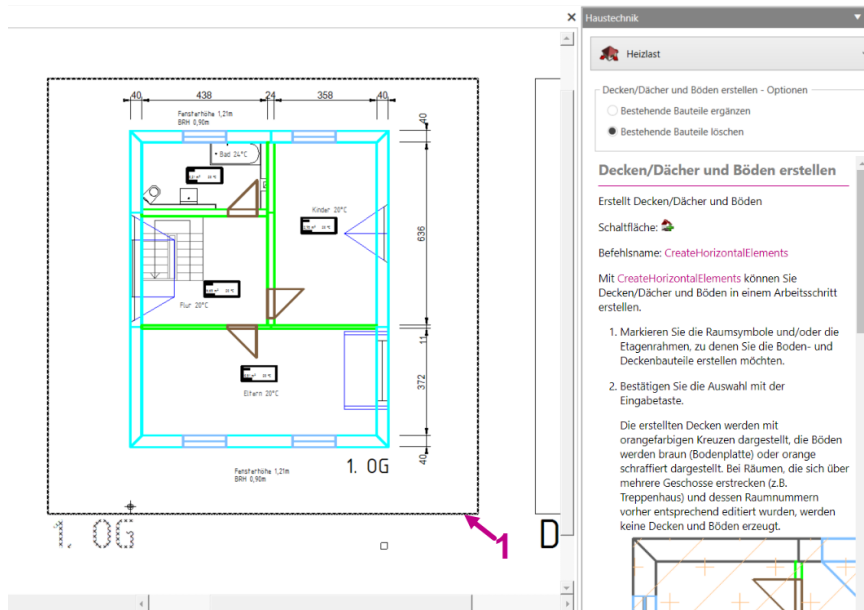 Haustechnik
Heizlast
Decken/Dächer und Böden erstellen - Optionen
Bestehende Bauteile ergänzen
Bestehende Bauteile löschen
Decken/Dächer und Böden erstellen
Erstellt Decken/Dächer und Böden
Schaltfläche:
Befehlsname: CreateHorizontalElements
Mit CreateHorizontalElements können Sie
Decken/Dächer und Böden in einem Arbeitsschritt
erstellen.
1. Markieren Sie die Raumsymbole und/oder die
Etagenrahmen, zu denen Sie die Boden- und
Deckenbauteile erstellen möchten.
2. Bestätigen Sie die Auswahl mit der
Eingabetaste.
Die erstellten Decken werden mit
orangefarbigen Kreuzen dargestellt, die Böden
werden braun (Bodenplatte) oder orange
schraffiert dargestellt. Bei Räumen, die sich über
mehrere Geschosse erstrecken (z.B.
Treppenhaus) und dessen Raumnummern
vorher entsprechend editiert wurden, werden
keine Decken und Böden erzeugt.
40 438 24 358 40
Fensterhöhe 1,21m
BRH 0,90m
40
Bad 24°C
Kinder 20°C
636
Flur 20°C
11
372
Eltern 20°C
40
1. OG
Fensterhöhe 1,21m
BRH 0,90m
1. OG
1
D